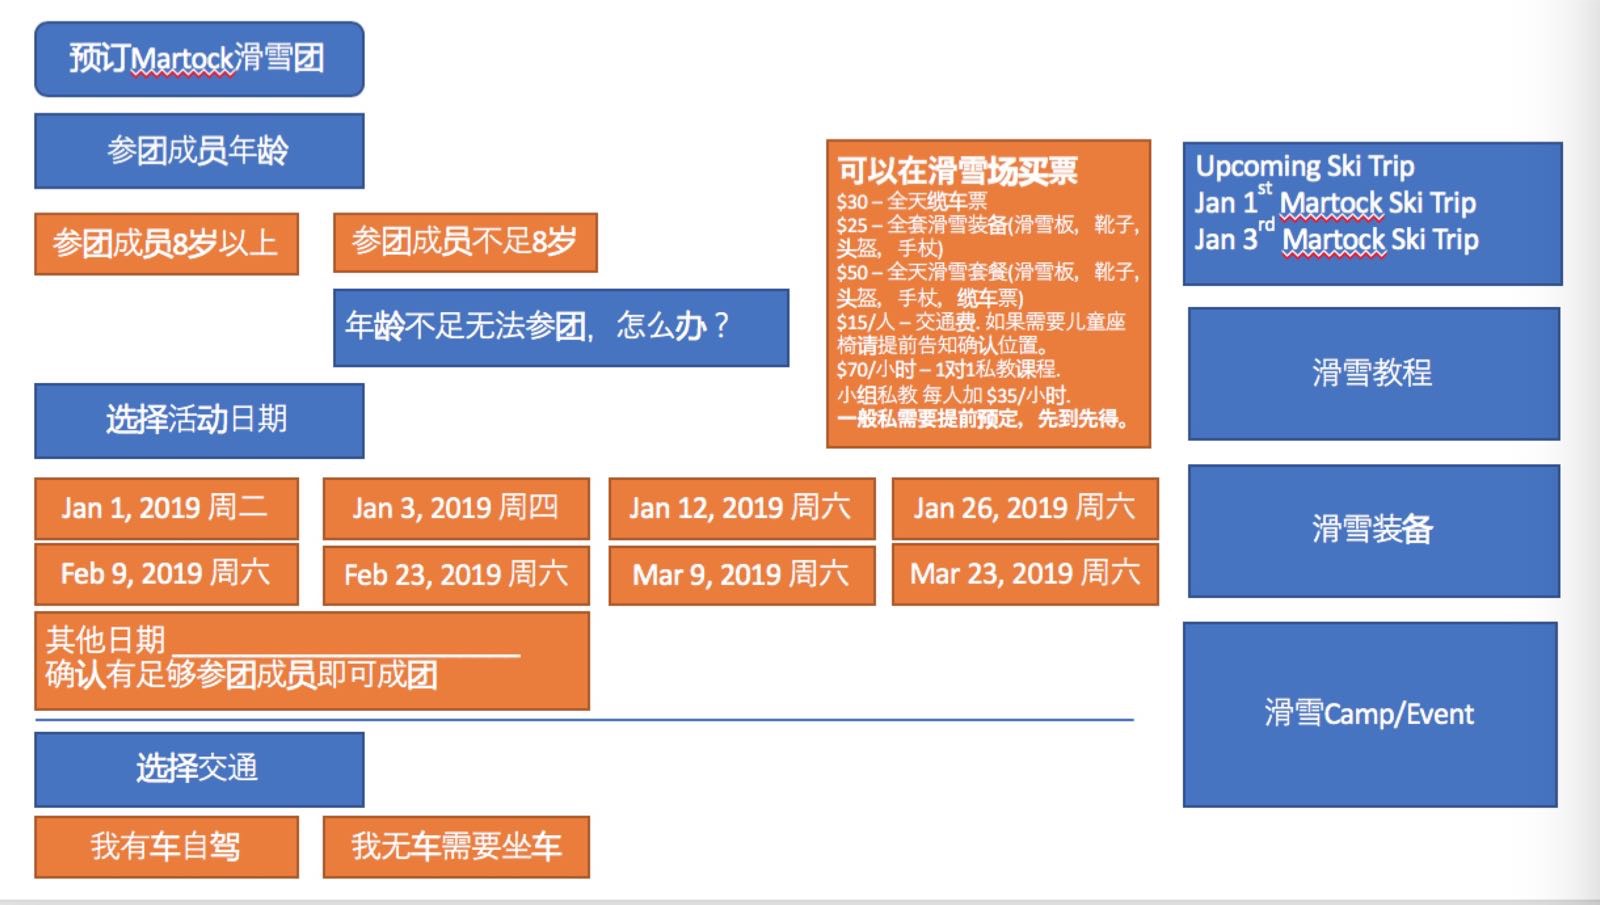 预订Martock滑雪团
参团成员年龄
参团成员8岁以上
参团成员不足8岁
年龄不足无法参团，怎么办？
选择活动日期
Jan 1, 2019 周二
Jan 3, 2019 周四
Jan 12, 2019 周六
Jan 26, 2019 周六
Feb 9, 2019 周六
Feb 23, 2019 周六
Mar 9, 2019 周六
Mar 23, 2019 周六
其他日期 ______________________
确认有足够参团成员即可成团
选择交通
我有车自驾
我无车需要坐车
可以在滑雪场买票
$30 – 全天缆车票
$25 – 全套滑雪装备(滑雪板，靴子,
头盔，手杖)
$50 – 全天滑雪套餐(滑雪板，靴子,
头盔，手杖，缆车票)
$15/人 – 交通费. 如果需要儿童座
椅请提前告知确认位置。
$70/小时 – 1对1私教课程.
小组私教 每人加 $35/小时.
一般私需要提前预定，先到先得。
Upcoming Ski Trip
Jan 1st Martock Ski Trip
Jan 3rd Martock Ski Trip
滑雪教程
滑雪装备
滑雪Camp/Event